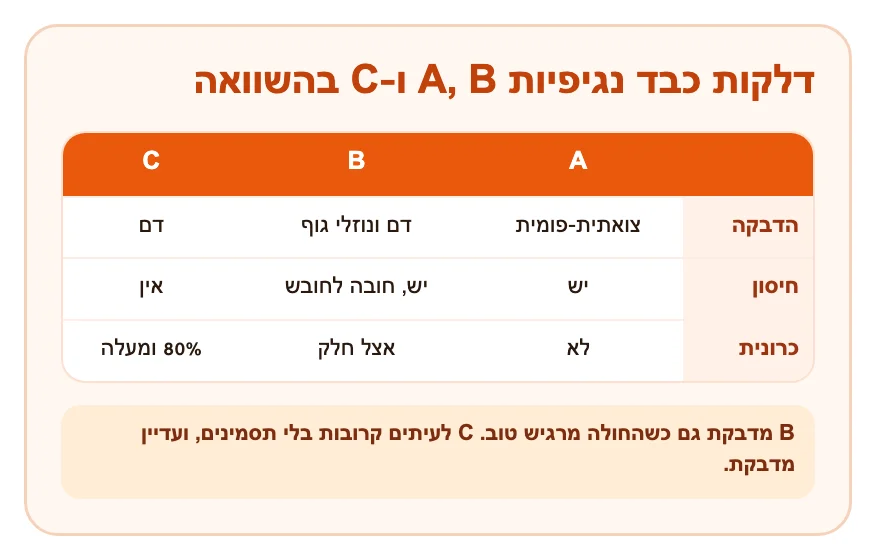 דלקות כבד נגיפיות A, B ו-C בהשוואה
A B C
הדבקה צואתית-פומית דם ונוזלי גוף דם
חיסון יש יש, חובה לחובש אין
כרונית לא אצל חלק 80% ומעלה
B מדבקת גם כשהחולה מרגיש טוב. C לעיתים קרובות בלי תסמינים, ועדיין
מדבקת.